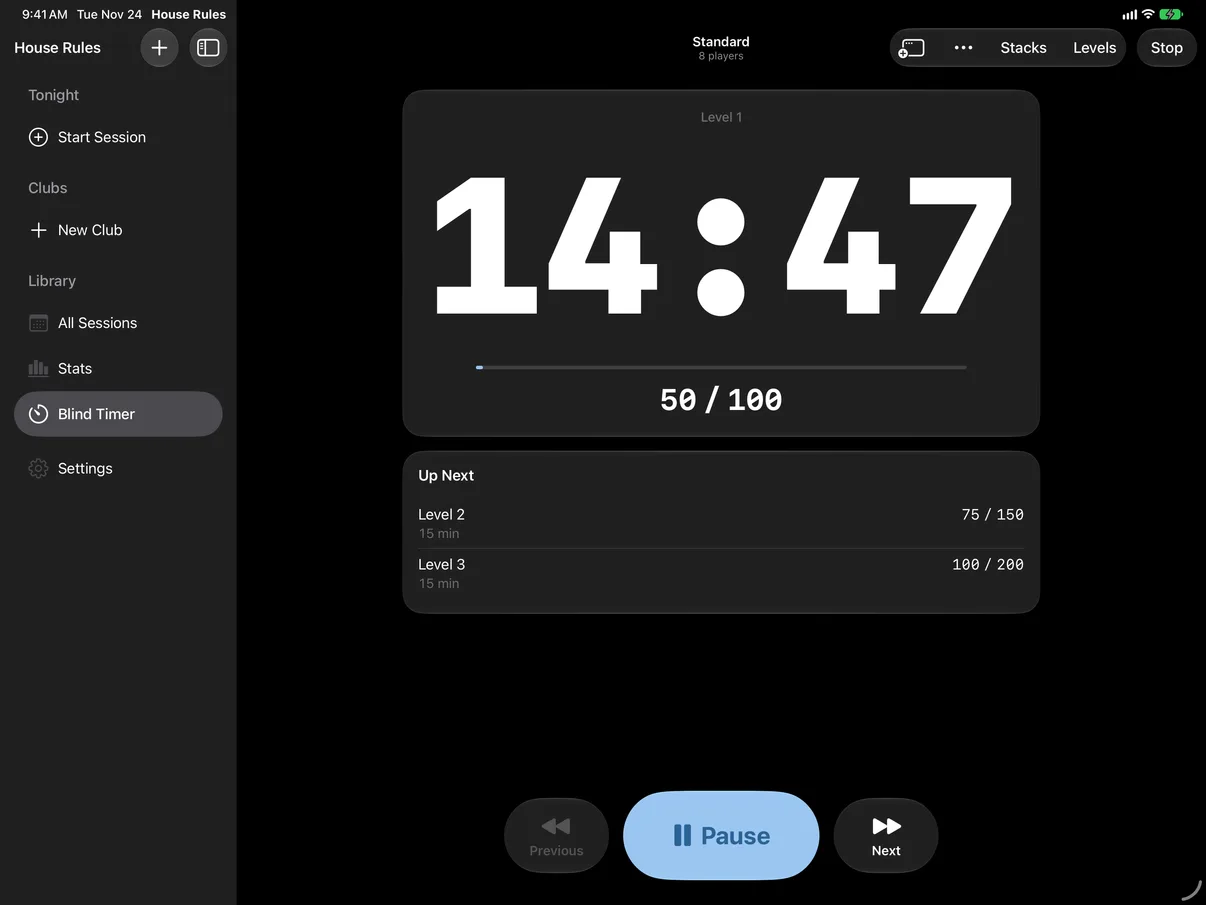 9:41 AM Tue Nov 24 House Rules
House Rules
Tonight
Start Session
Clubs
New Club
Library
All Sessions
Stats
Blind Timer
Settings
Standard
8 players
Stacks
Levels
Stop
Level 1
14:47
50 / 100
Up Next
Level 2
75 / 150
15 min
Level 3
100 / 200
15 min
Previous
Pause
Next